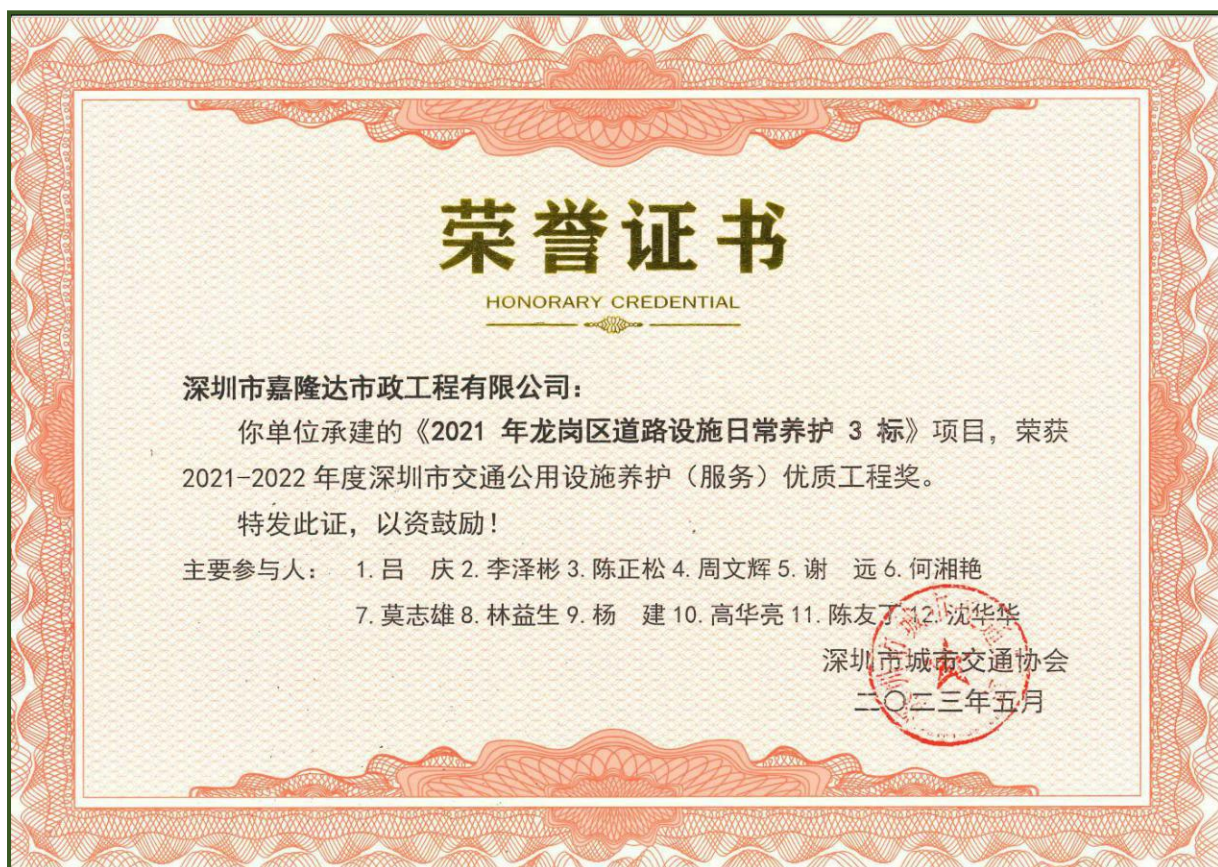 荣誉证书
HONORARY CREDENTIAL
深圳市嘉隆达市政工程有限公司：
你单位承建的《2021 年龙岗区道路设施日常养护 3 标》项目，荣获
2021-2022 年度深圳市交通公用设施养护（服务）优质工程奖。
特发此证，以资鼓励！
主要参与人： 1.吕 庆 2.李泽彬 3.陈正松 4.周文辉 5.谢 远 6.何湘艳
7.莫志雄 8.林益生 9.杨 建 10.高华亮 11.陈友丁 12.沈华华
深圳市城市交通协会
二〇二三年五月